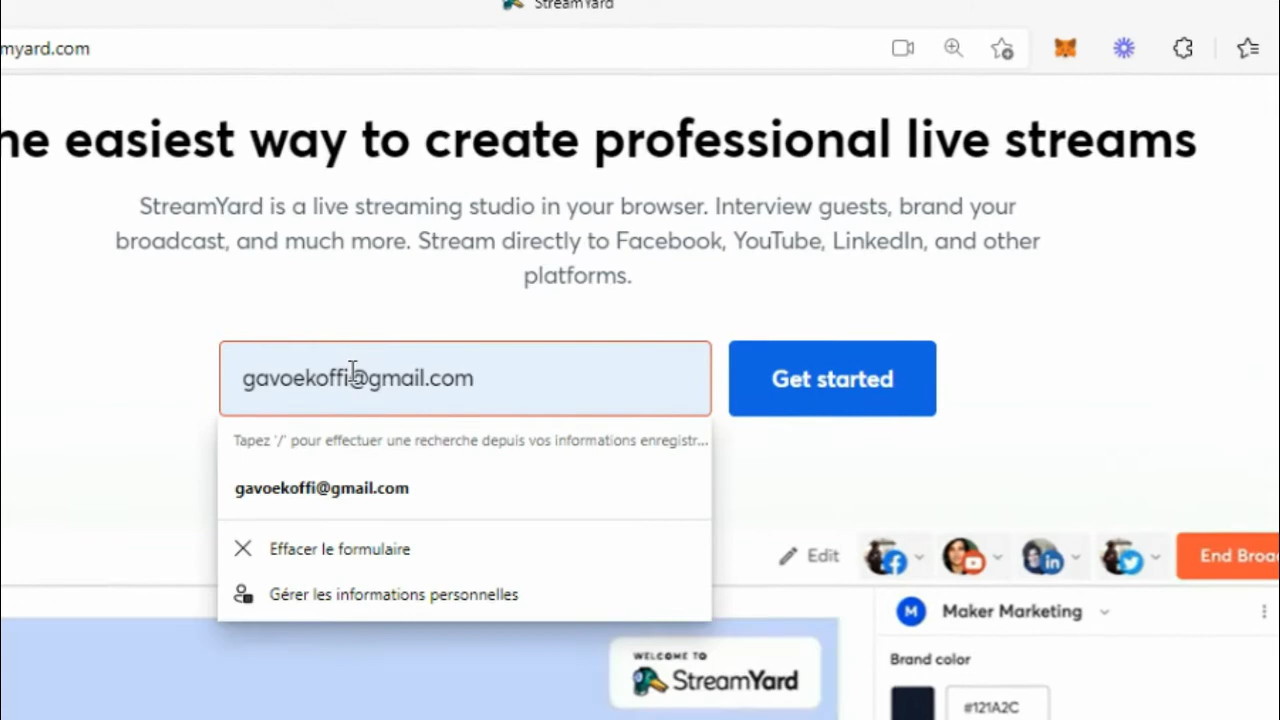 StreamYard
myard.com
he easiest way to create professional live streams
StreamYard is a live streaming studio in your browser. Interview guests, brand your
broadcast, and much more. Stream directly to Facebook, YouTube, LinkedIn, and other
platforms.
gavoekoffi@gmail.com
Get started
Tapez '/' pour effectuer une recherche depuis vos informations enregistr...
gavoekoffi@gmail.com
Effacer le formulaire
Gérer les informations personnelles
Edit
End Broa
M Maker Marketing
Brand color
#121A2C
WELCOME TO
StreamYard